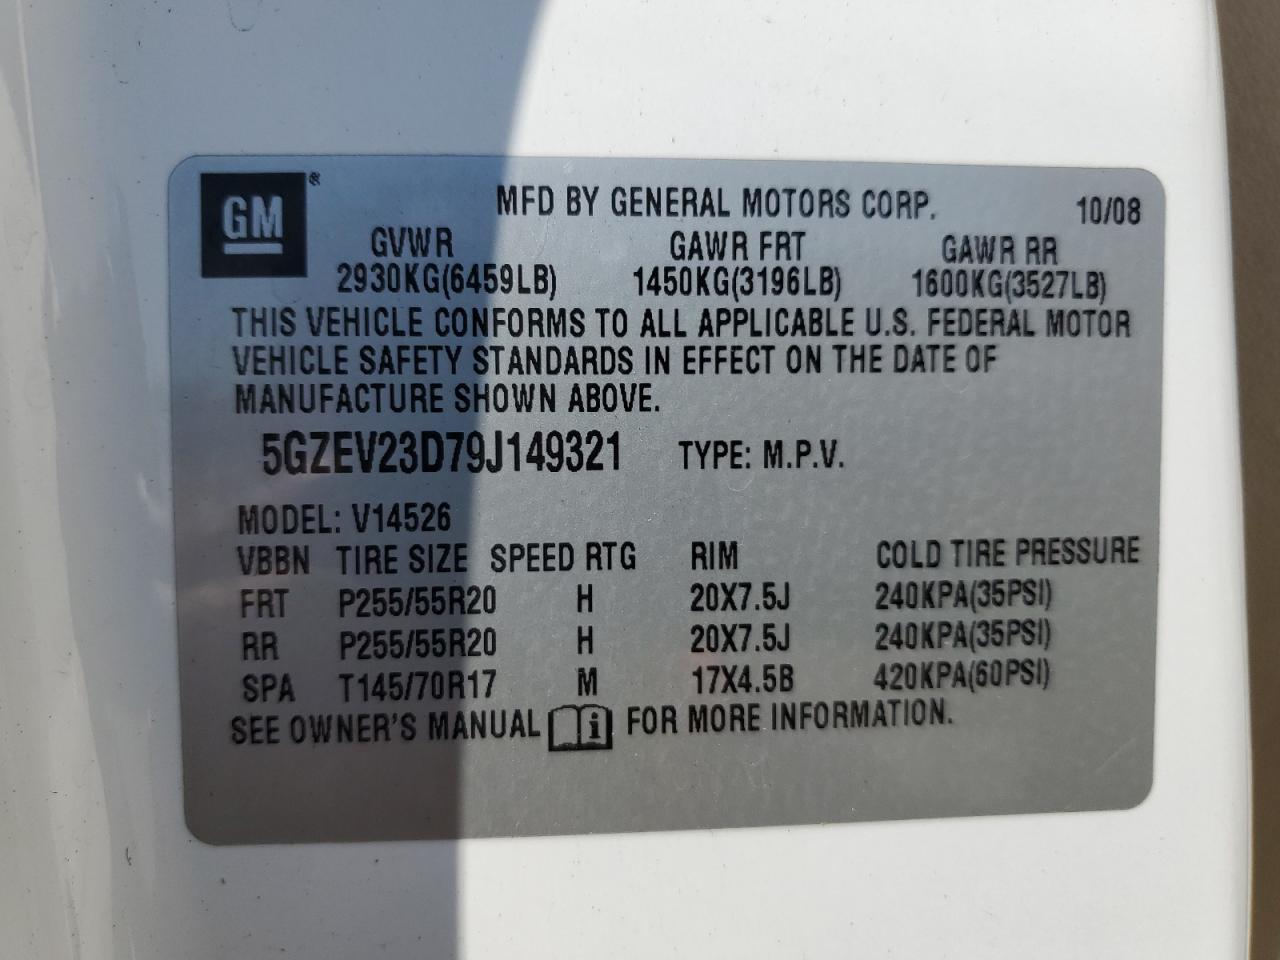 GM®
MFD BY GENERAL MOTORS CORP. 10/08
GVWR GAWR FRT GAWR RR
2930KG(6459LB) 1450KG(3196LB) 1600KG(3527LB)
THIS VEHICLE CONFORMS TO ALL APPLICABLE U.S. FEDERAL MOTOR
VEHICLE SAFETY STANDARDS IN EFFECT ON THE DATE OF
MANUFACTURE SHOWN ABOVE.
5GZEV23D79J149321 TYPE: M.P.V.
MODEL: V14526
VBBN TIRE SIZE SPEED RTG RIM COLD TIRE PRESSURE
FRT P255/55R20 H 20X7.5J 240KPA(35PSI)
RR P255/55R20 H 20X7.5J 240KPA(35PSI)
SPA T145/70R17 M 17X4.5B 420KPA(60PSI)
SEE OWNER'S MANUAL i FOR MORE INFORMATION.